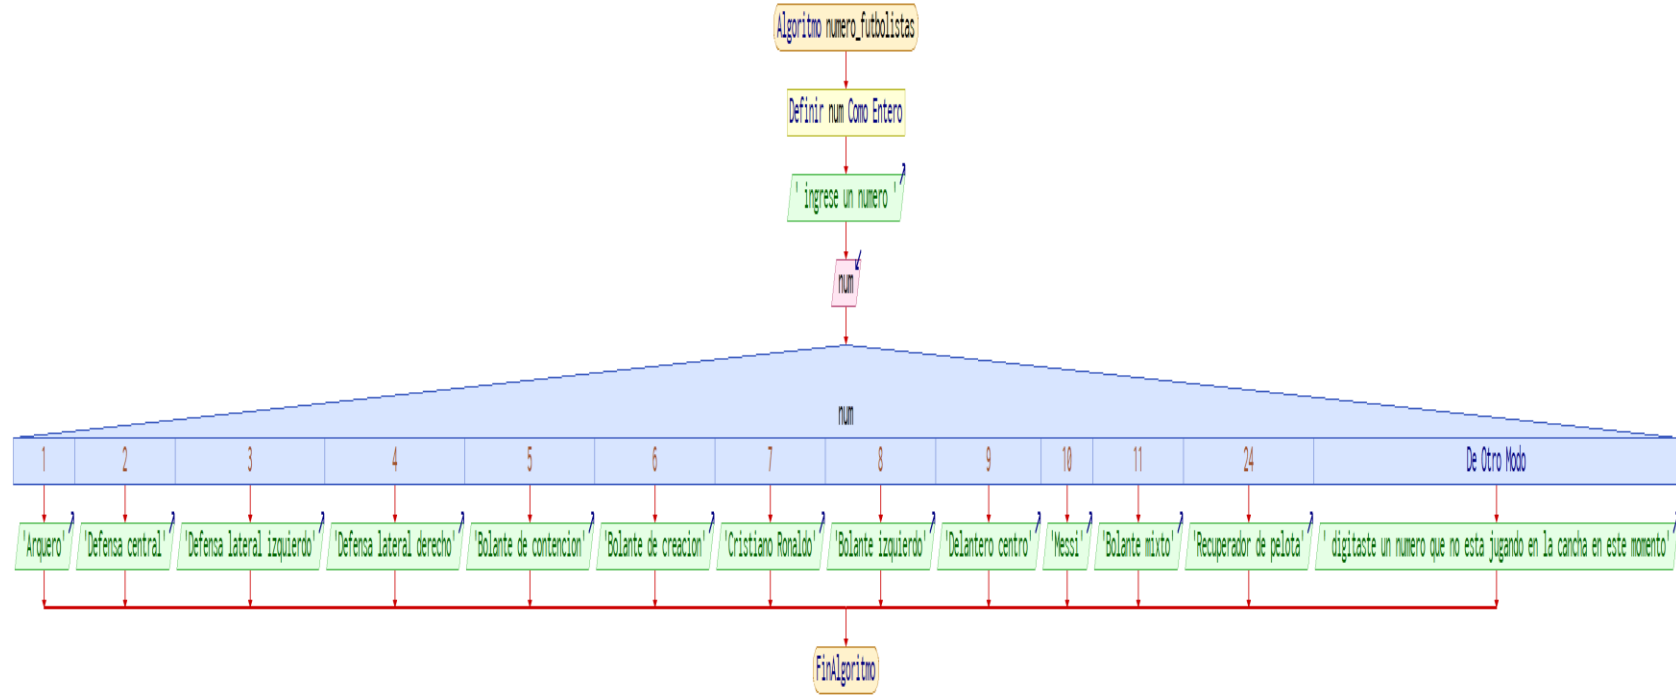 Algoritmo numero_futbolistas
Definir num Como Entero
' ingrese un numero '
num
num
1 2 3 4 5 6 7 8 9 10 11 24 De Otro Modo
'Arquero' 'Defensa central' 'Defensa lateral izquierdo' 'Defensa lateral derecho' 'Bolante de contencion' 'Bolante de creacion' 'Cristiano Ronaldo' 'Bolante izquierdo' 'Delantero centro' 'Messi' 'Bolante mixto' 'Recuperador de pelota' ' digitaste un numero que no esta jugando en la cancha en este momento'
FinAlgoritmo